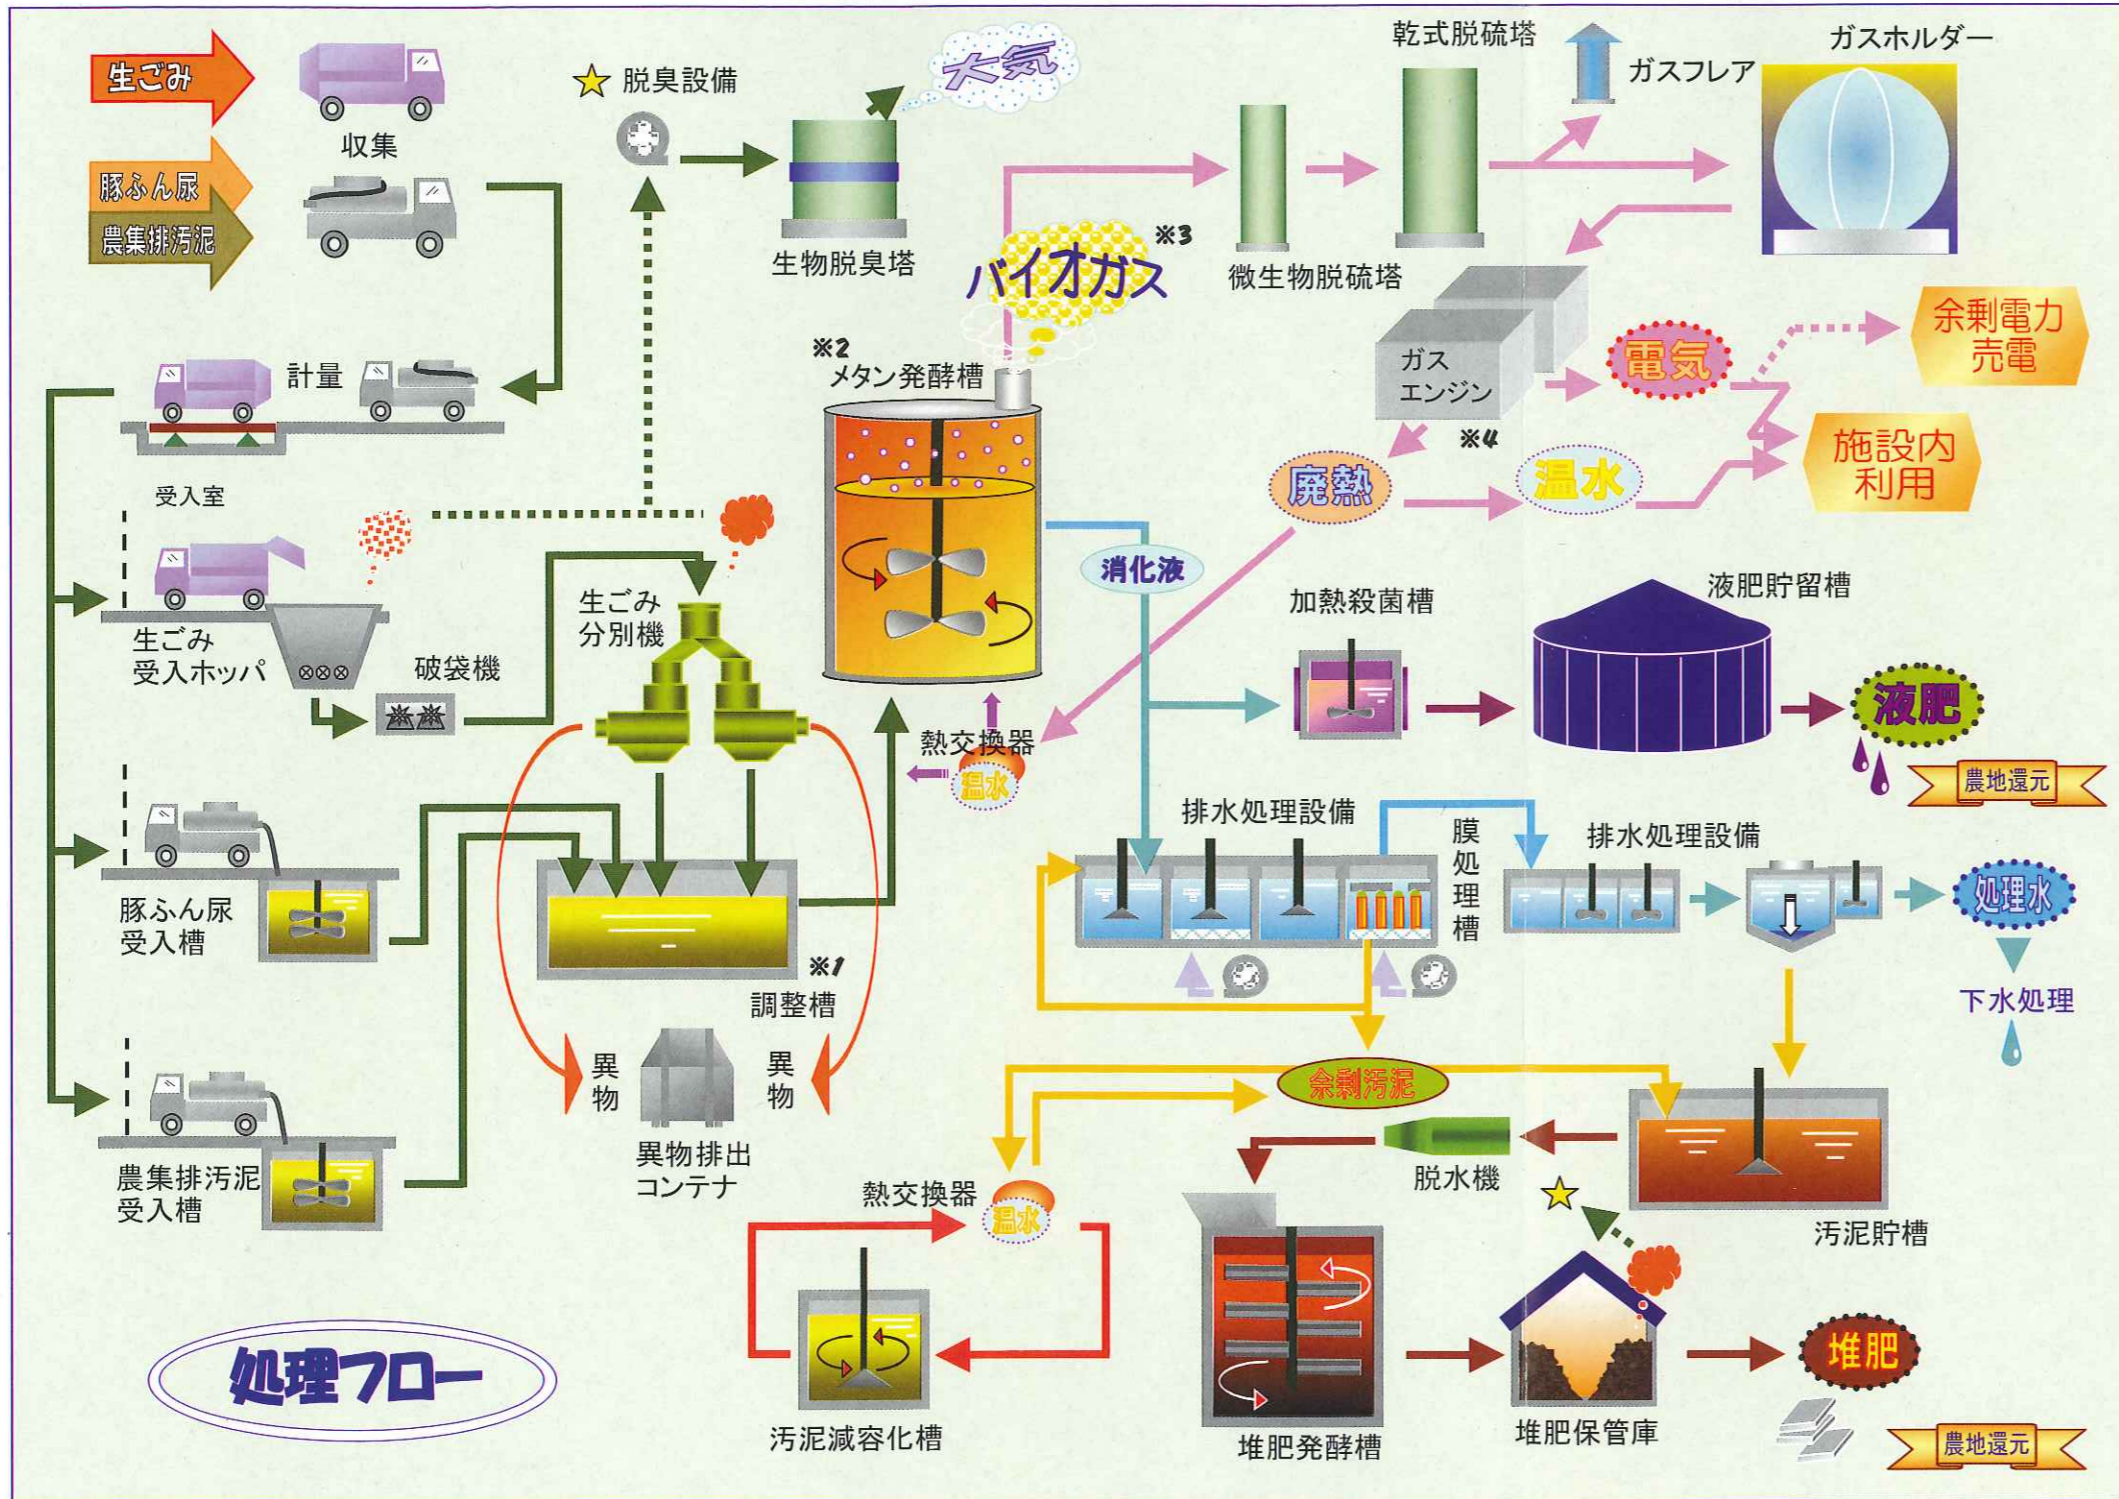 生ごみ
収集
豚ふん尿
農集排汚泥
☆ 脱臭設備
大気
生物脱臭塔
乾式脱硫塔
ガスフレア
ガスホルダー
微生物脱硫塔
バイオガス
※3
計量
※2
メタン発酵槽
ガス
エンジン
※4
電気
余剰電力
売電
施設内
利用
廃熱
温水
受入室
生ごみ
受入ホッパ
破袋機
生ごみ
分別機
消化液
加熱殺菌槽
液肥貯留槽
液肥
農地還元
熱交換器
温水
豚ふん尿
受入槽
※1
調整槽
排水処理設備
膜処理槽
排水処理設備
処理水
下水処理
異物
異物
異物排出
コンテナ
農集排汚泥
受入槽
余剰汚泥
脱水機
☆
汚泥貯槽
熱交換器
温水
汚泥減容化槽
堆肥発酵槽
堆肥保管庫
堆肥
農地還元
処理フロー